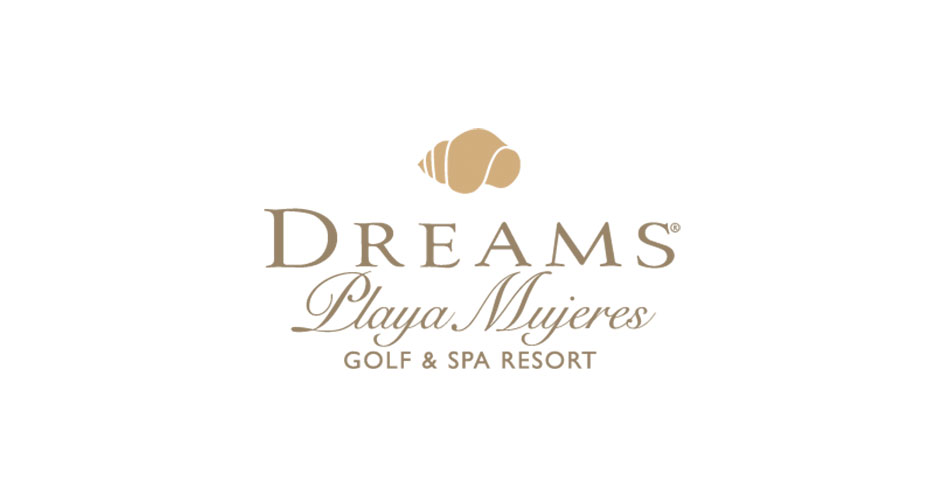 DREAMS®
Playa Mujeres
GOLF & SPA RESORT